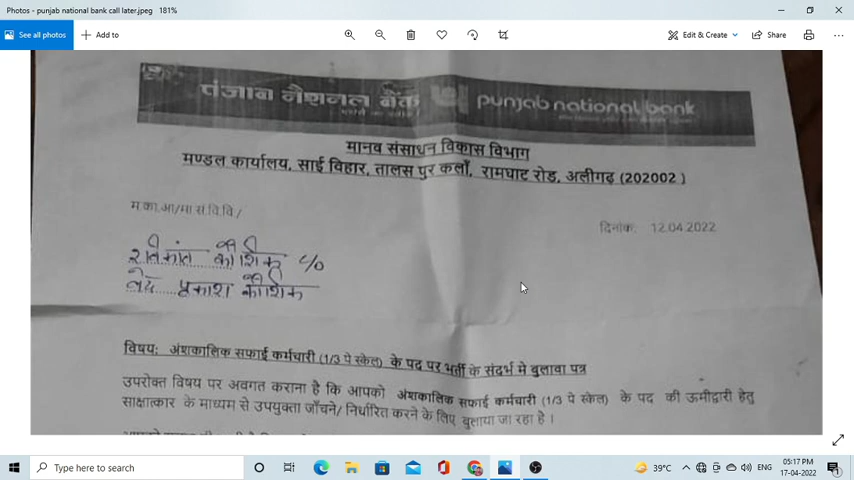 Photos - punjab national bank call later.jpeg 181%
See all photos + Add to
Edit & Create Share Print
पंजाब नैशनल बैंक punjab national bank
मानव संसाधन विकास विभाग
मण्डल कार्यालय, साई विहार, तालस पुर कलाँ, रामघाट रोड़, अलीगढ़ (202002)
म.का.आ/मा.सं.वि.वि/
दिनांक: 12.04.2022
रविकांत कौशिक c/o
वेद प्रकाश कौशिक
विषय: अंशकालिक सफाई कर्मचारी (1/3 पे स्केल) के पद पर भर्ती के संदर्भ मे बुलावा पत्र
उपरोक्त विषय पर अवगत कराना है कि आपको अंशकालिक सफाई कर्मचारी (1/3 पे स्केल) के पद की ऊमीद्वारी हेतु
साक्षात्कार के माध्यम से उपयुक्ता जाँचने/ निर्धारित करने के लिए बुलाया जा रहा है ।
Type here to search
39°C ENG 05:17 PM
17-04-2022